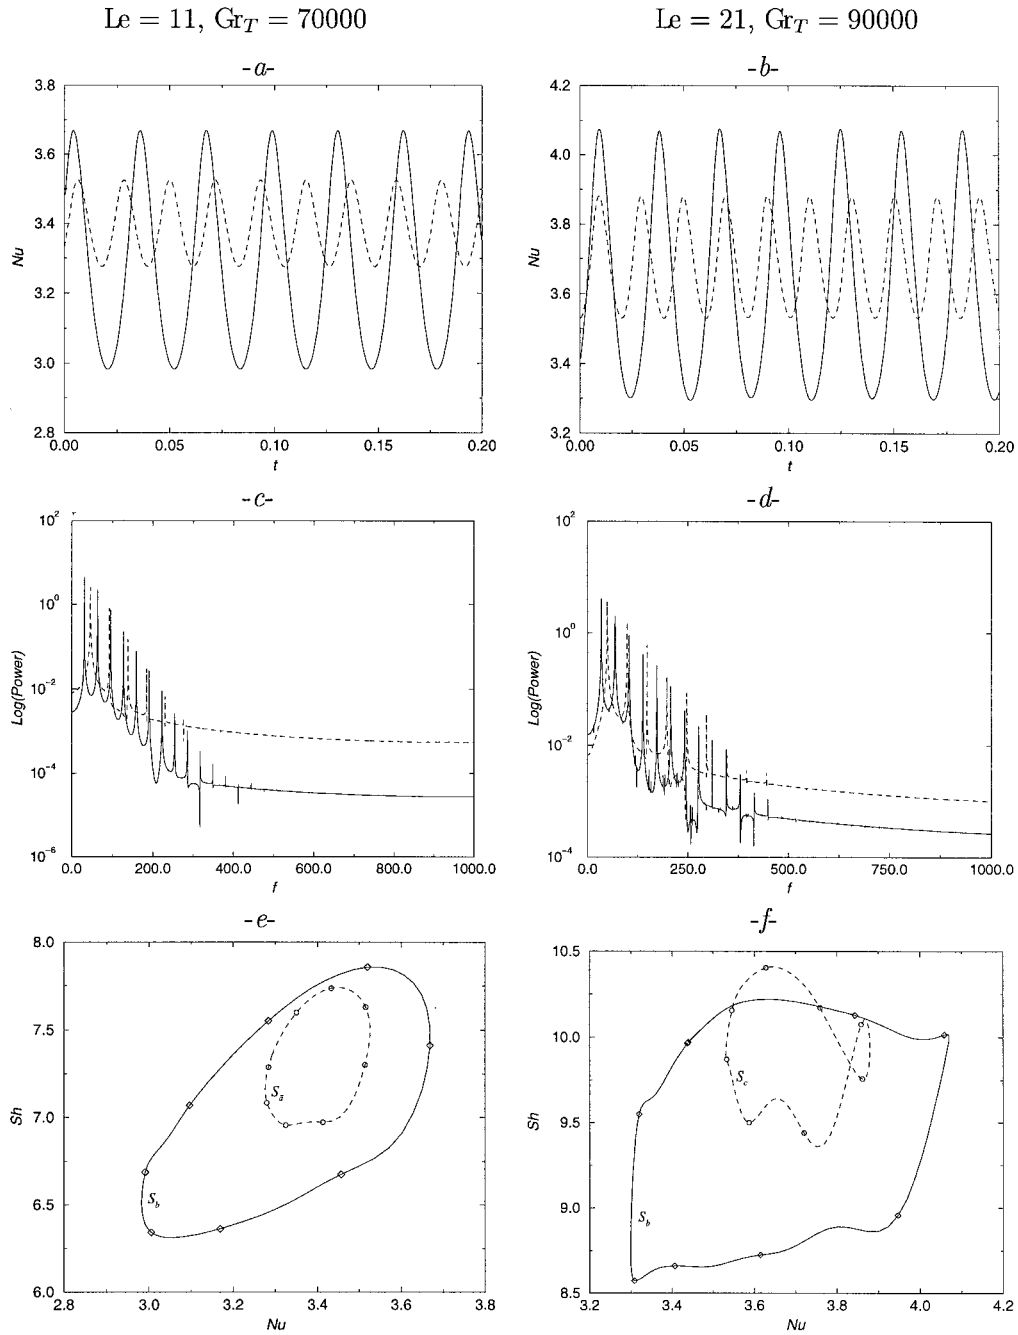 Le = 11, Gr_T = 70000
Le = 21, Gr_T = 90000
-a-
3.8
3.6
3.4
3.2
3.0
2.8
Nu
0.00
0.05
0.10
0.15
0.20
t
-b-
4.2
4.0
3.8
3.6
3.4
3.2
Nu
0.00
0.05
0.10
0.15
0.20
t
-c-
10^2
10^0
10^-2
10^-4
10^-6
Log(Power)
0.0
200.0
400.0
600.0
800.0
1000.0
f
-d-
10^2
10^0
10^-2
10^-4
Log(Power)
0.0
250.0
500.0
750.0
1000.0
f
-e-
8.0
7.5
7.0
6.5
6.0
Sh
S_a
S_b
2.8
3.0
3.2
3.4
3.6
3.8
Nu
-f-
10.5
10.0
9.5
9.0
8.5
Sh
S_c
S_b
3.2
3.4
3.6
3.8
4.0
4.2
Nu